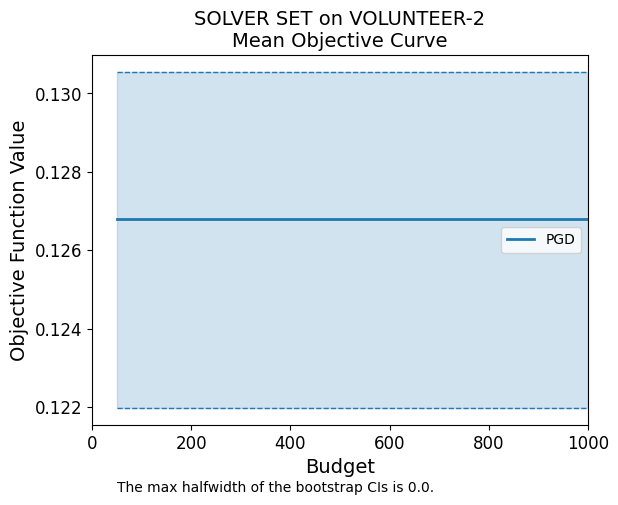 SOLVER SET on VOLUNTEER-2
Mean Objective Curve
Objective Function Value
0.130
0.128
0.126
0.124
0.122
PGD
0 200 400 600 800 1000
Budget
The max halfwidth of the bootstrap CIs is 0.0.